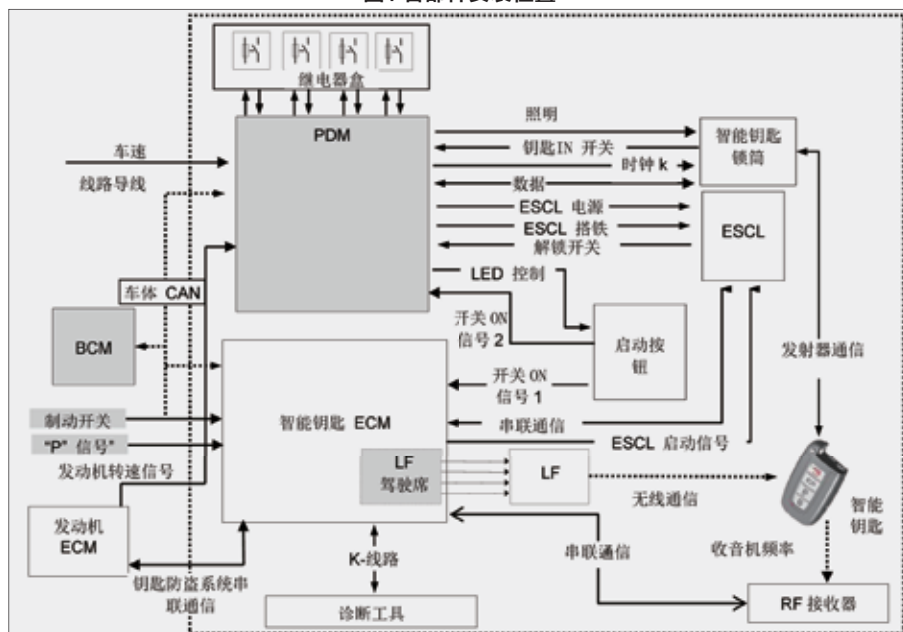 继电器盒
PDM
照明
钥匙IN 开关
智能钥匙
锁筒
时钟 k
数据
车速
线路导线
ESCL 电源
ESCL 搭铁
解锁开关
ESCL
LED 控制
车体 CAN
BCM
开关 ON
信号 2
启动按
钮
发射器通信
开关 ON
信号 1
制动开关
“P” 信号”
智能钥匙 ECM
串联通信
ESCL 启动信号
发动机转速信号
LF
驾驶席
LF
无线通信
智能
钥匙
发动机
ECM
K-线路
串联通信
收音机频率
钥匙防盗系统串
联通信
诊断工具
RF 接收器